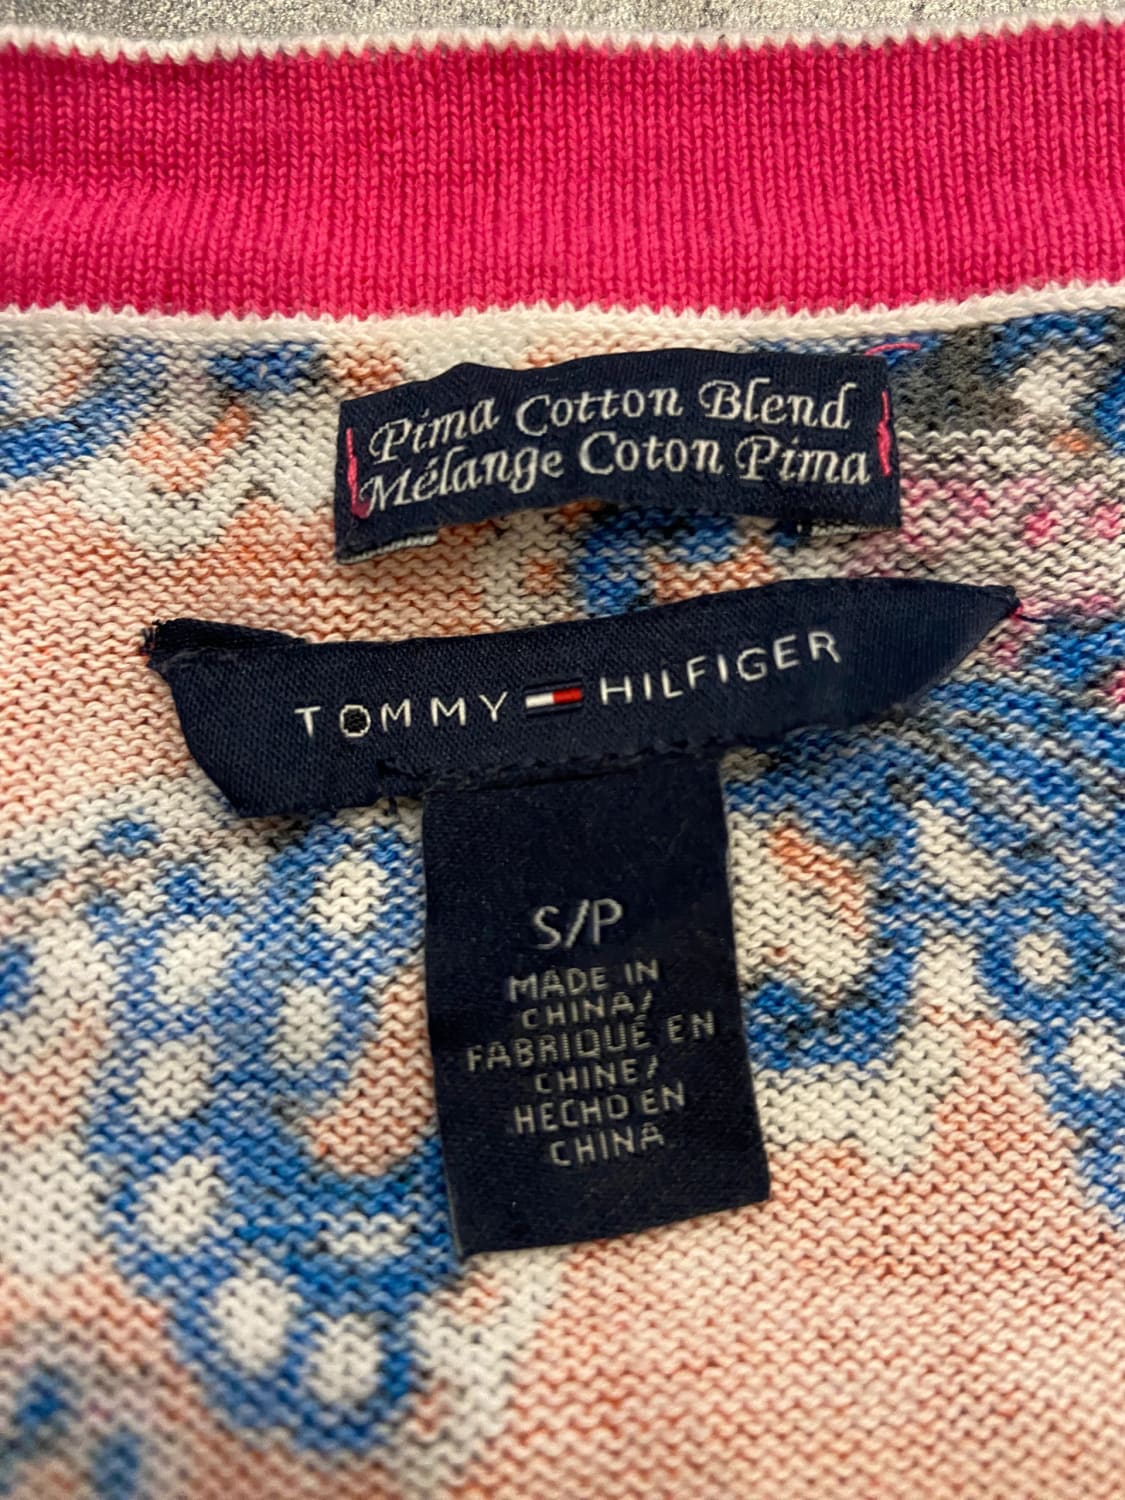 Pima Cotton Blend
Mélange Coton Pima
TOMMY HILFIGER
S/P
MADE IN
CHINA/
FABRIQUÉ EN
CHINE/
HECHO EN
CHINA